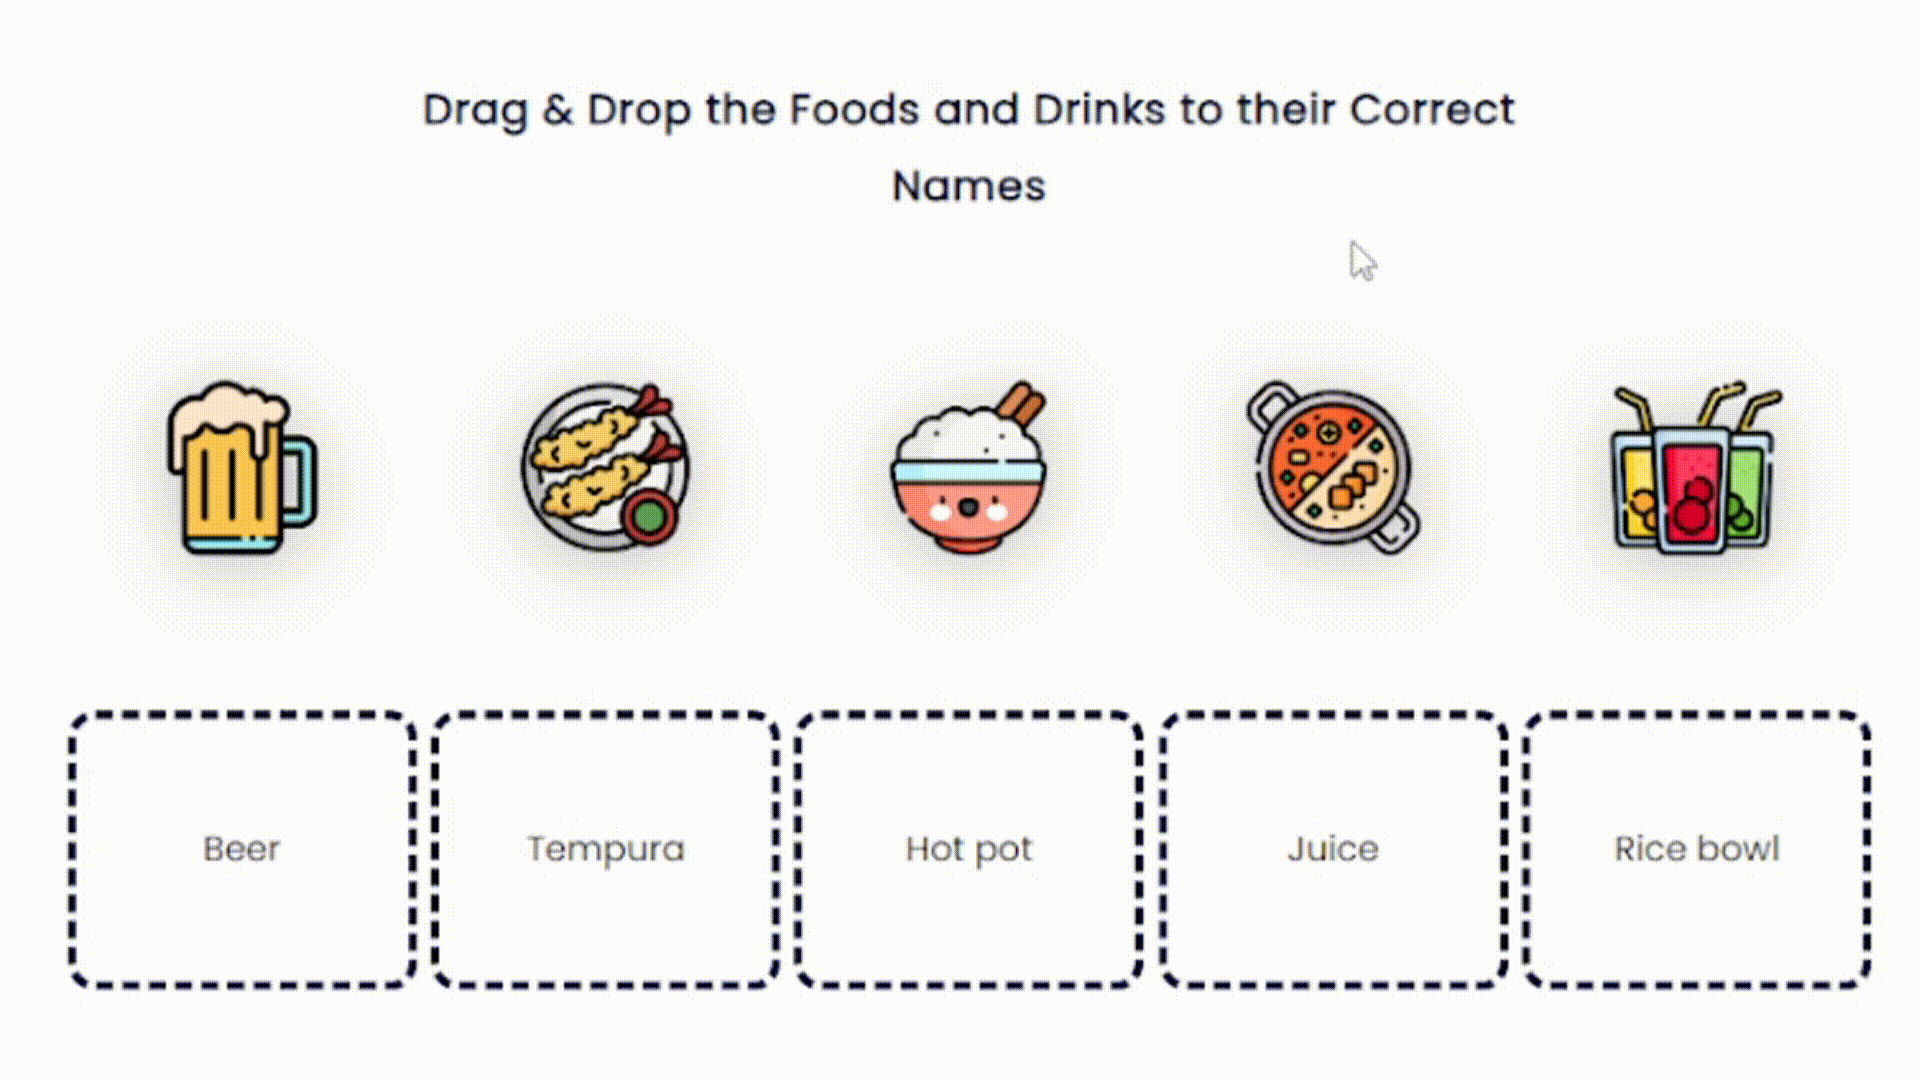 Drag & Drop the Foods and Drinks to their Correct
Names
Beer
Tempura
Hot pot
Juice
Rice bowl